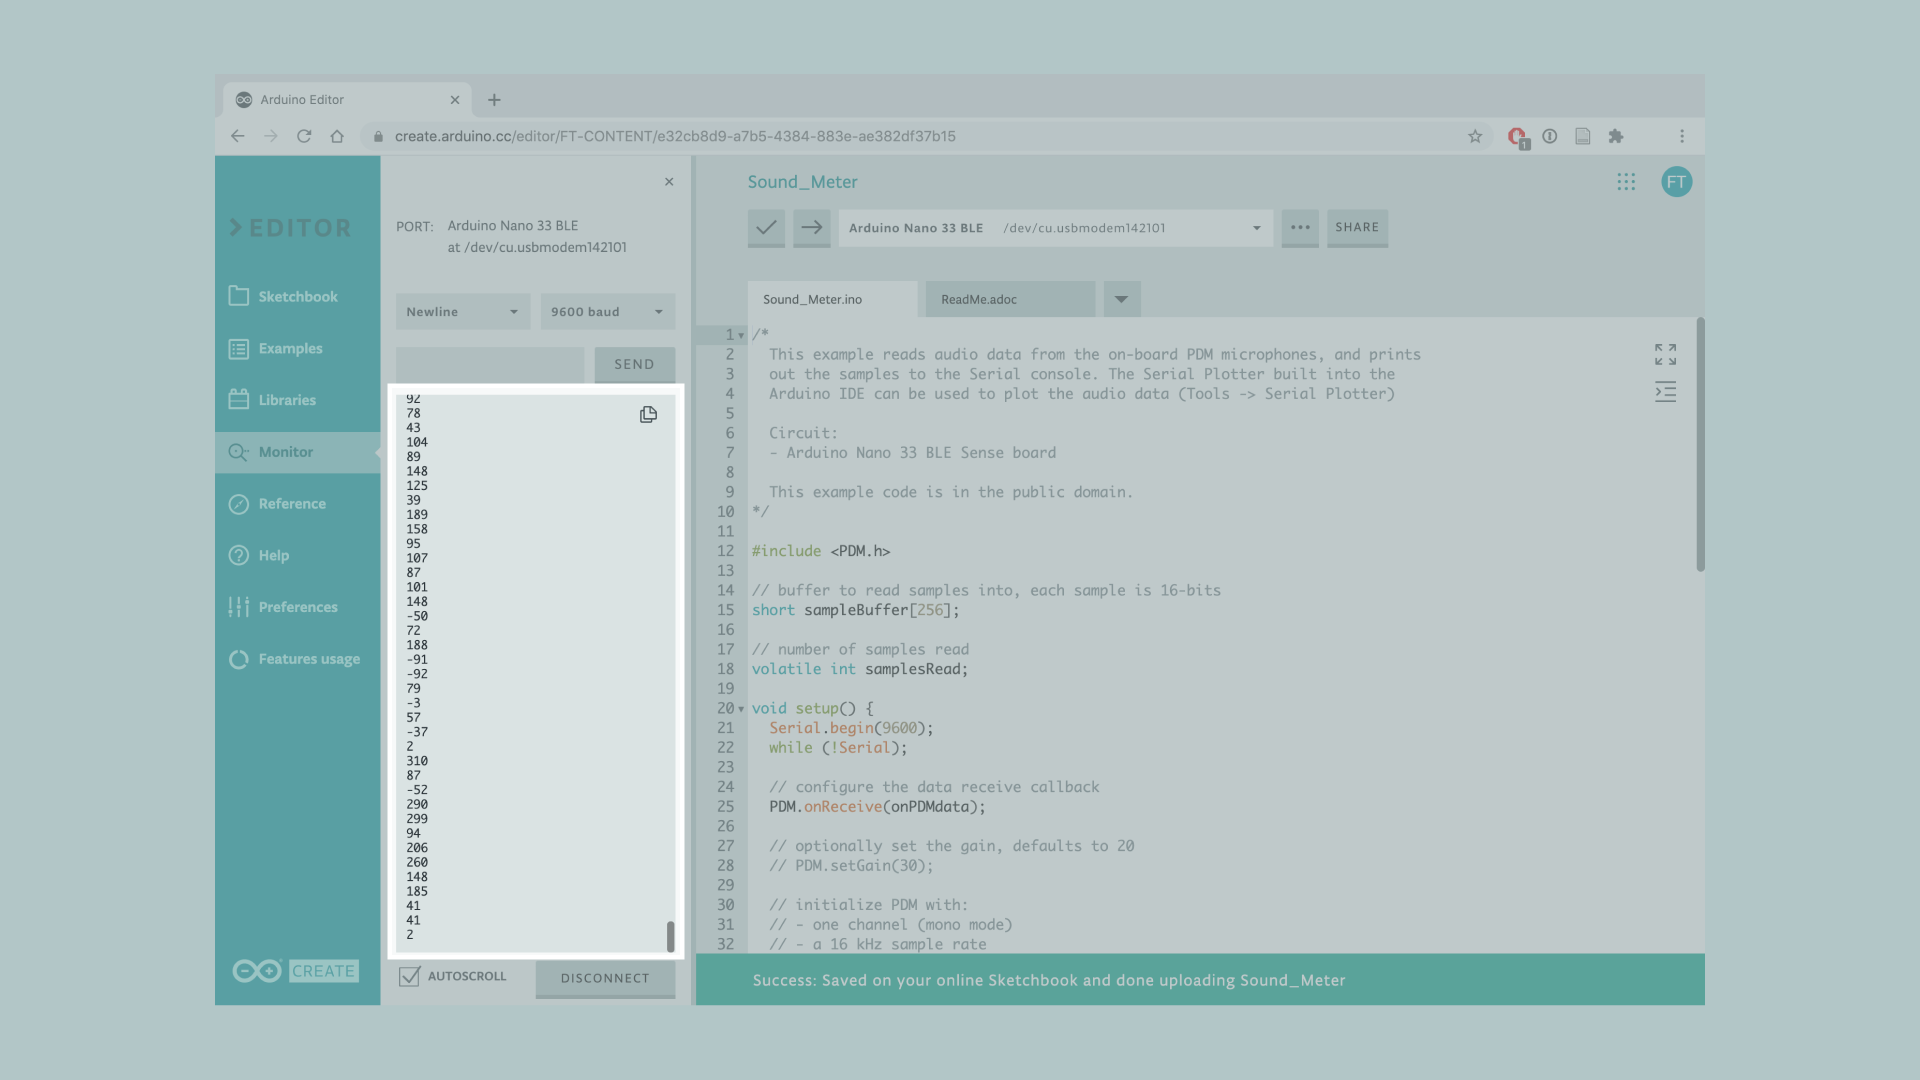 Arduino Editor
create.arduino.cc/editor/FT-CONTENT/e32cb8d9-a7b5-4384-883e-ae382df37b15
1
EDITOR
Sketchbook
Examples
Libraries
Monitor
Reference
Help
Preferences
Features usage
CREATE
PORT: Arduino Nano 33 BLE
at /dev/cu.usbmodem142101
Newline 9600 baud
SEND
92
78
43
104
89
148
125
39
189
158
95
107
87
101
148
-50
72
188
-91
-92
79
-3
57
-37
2
310
87
-52
290
299
94
206
260
148
185
41
41
2
AUTOSCROLL DISCONNECT
Sound_Meter
FT
Arduino Nano 33 BLE /dev/cu.usbmodem142101
SHARE
Sound_Meter.ino ReadMe.adoc
1 /*
2 This example reads audio data from the on-board PDM microphones, and prints
3 out the samples to the Serial console. The Serial Plotter built into the
4 Arduino IDE can be used to plot the audio data (Tools -> Serial Plotter)
5
6 Circuit:
7 - Arduino Nano 33 BLE Sense board
8
9 This example code is in the public domain.
10 */
11
12 #include <PDM.h>
13
14 // buffer to read samples into, each sample is 16-bits
15 short sampleBuffer[256];
16
17 // number of samples read
18 volatile int samplesRead;
19
20 void setup() {
21 Serial.begin(9600);
22 while (!Serial);
23
24 // configure the data receive callback
25 PDM.onReceive(onPDMdata);
26
27 // optionally set the gain, defaults to 20
28 // PDM.setGain(30);
29
30 // initialize PDM with:
31 // - one channel (mono mode)
32 // - a 16 kHz sample rate
Success: Saved on your online Sketchbook and done uploading Sound_Meter